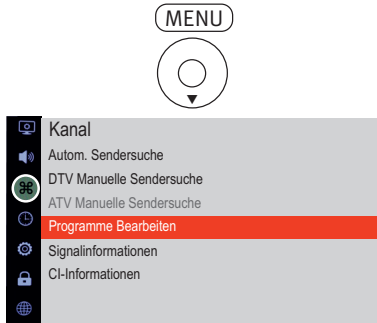 MENU
Kanal
Autom. Sendersuche
DTV Manuelle Sendersuche
ATV Manuelle Sendersuche
Programme Bearbeiten
Signalinformationen
CI-Informationen